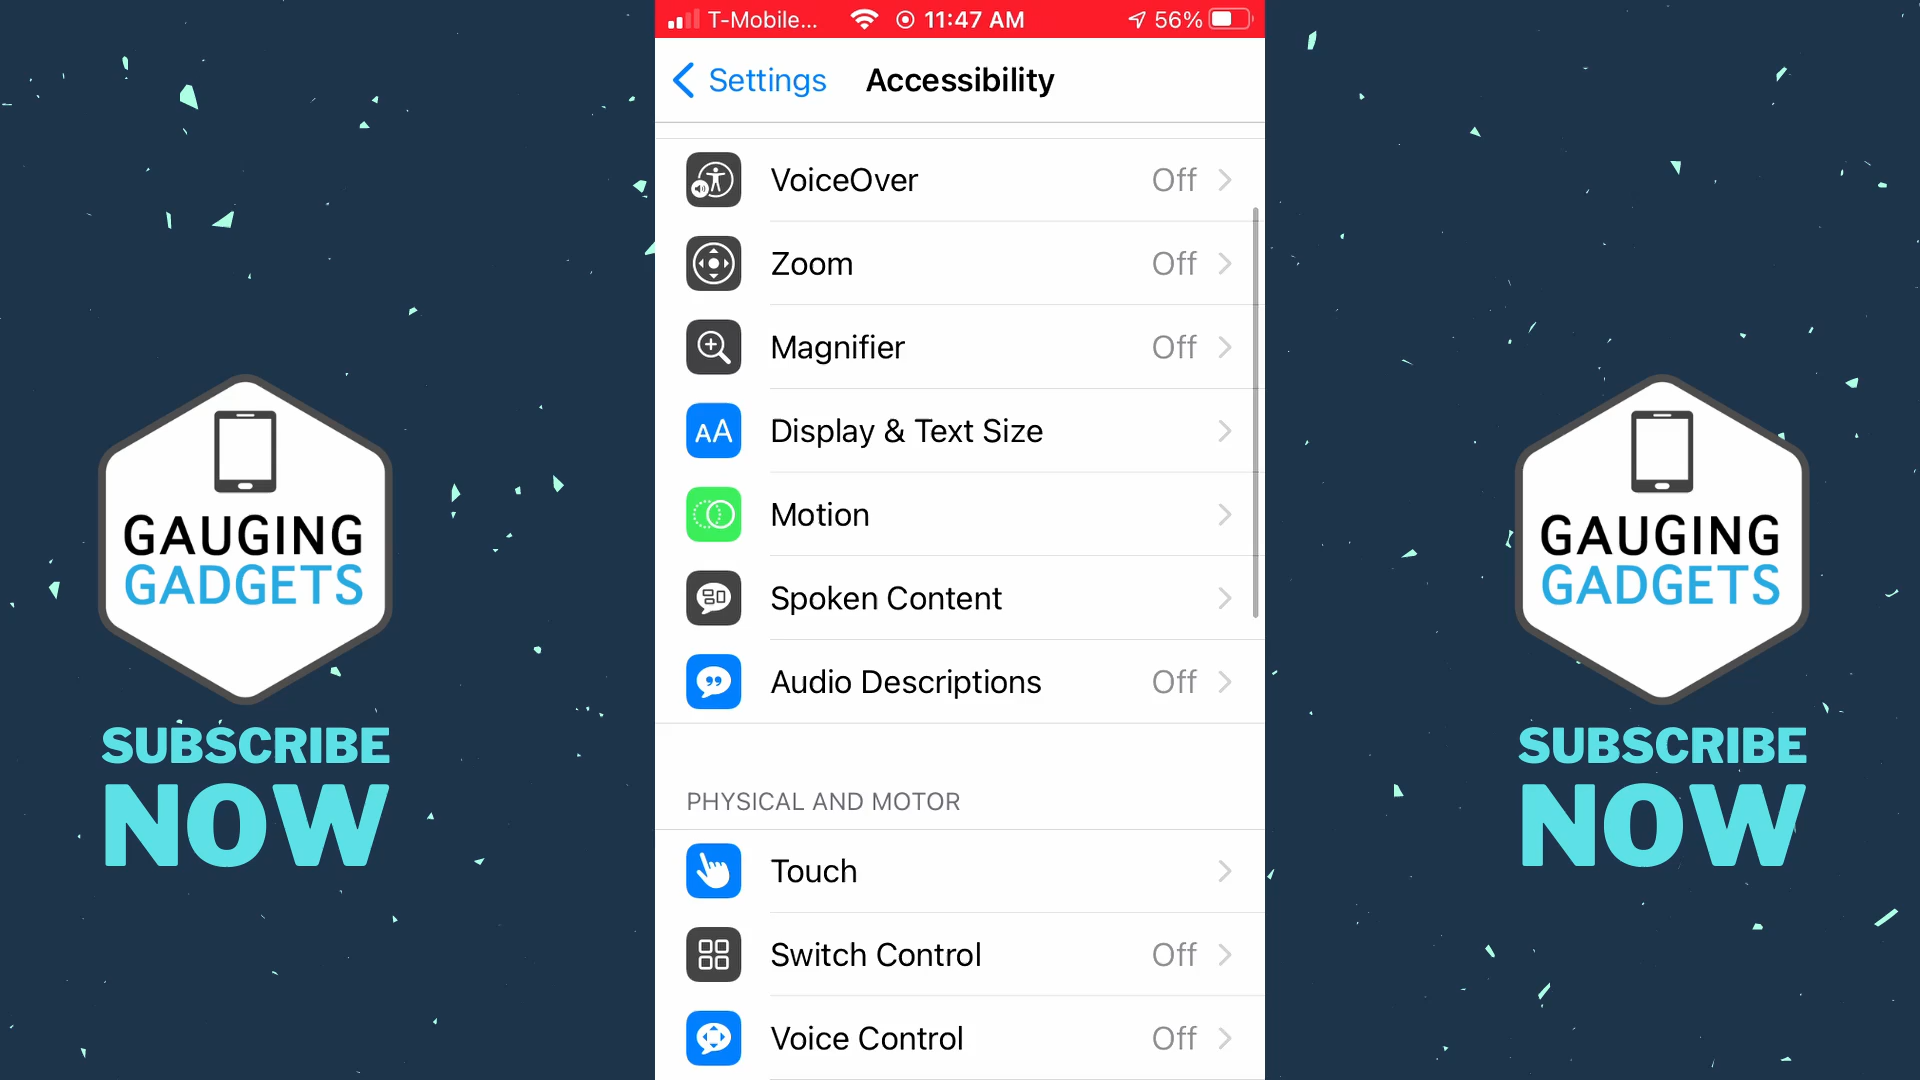 T-Mobile... 11:47 AM 56%
Settings Accessibility
VoiceOver Off
Zoom Off
Magnifier Off
AA Display & Text Size
Motion
Spoken Content
Audio Descriptions Off
PHYSICAL AND MOTOR
Touch
Switch Control Off
Voice Control Off
GAUGING
GADGETS
SUBSCRIBE
NOW
GAUGING
GADGETS
SUBSCRIBE
NOW